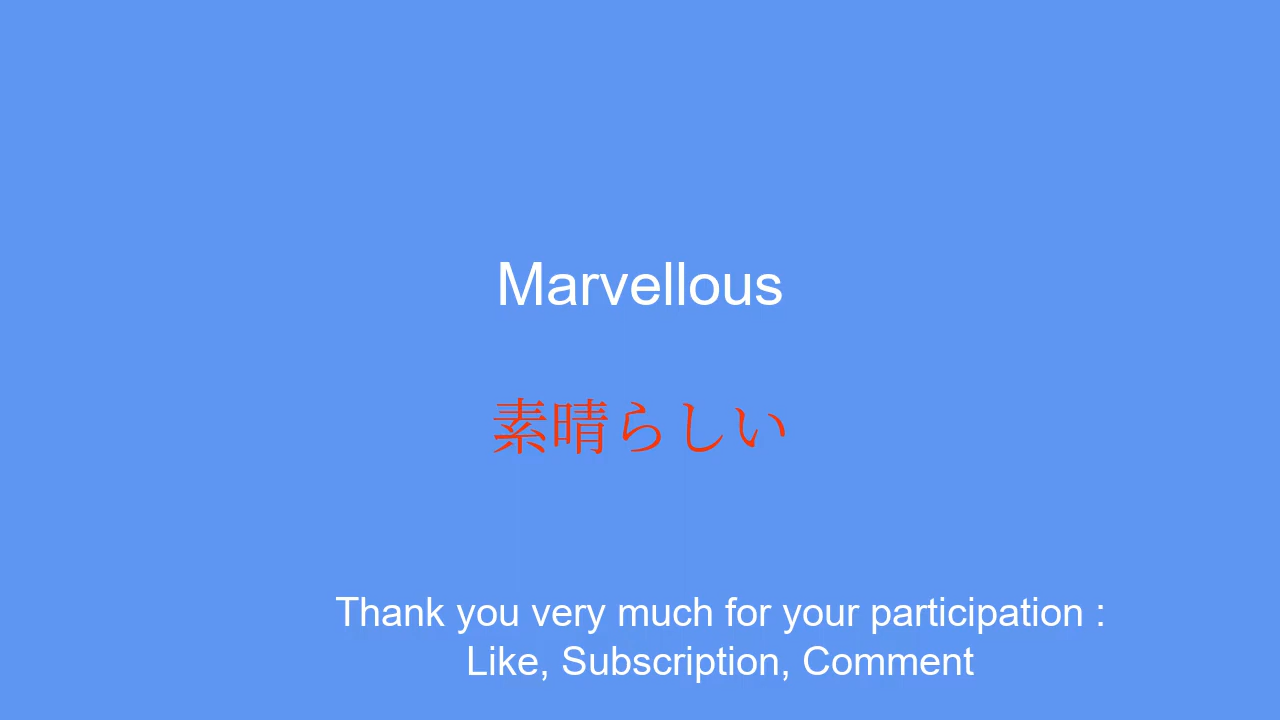 Marvellous
素晴らしい
Thank you very much for your participation :
Like, Subscription, Comment